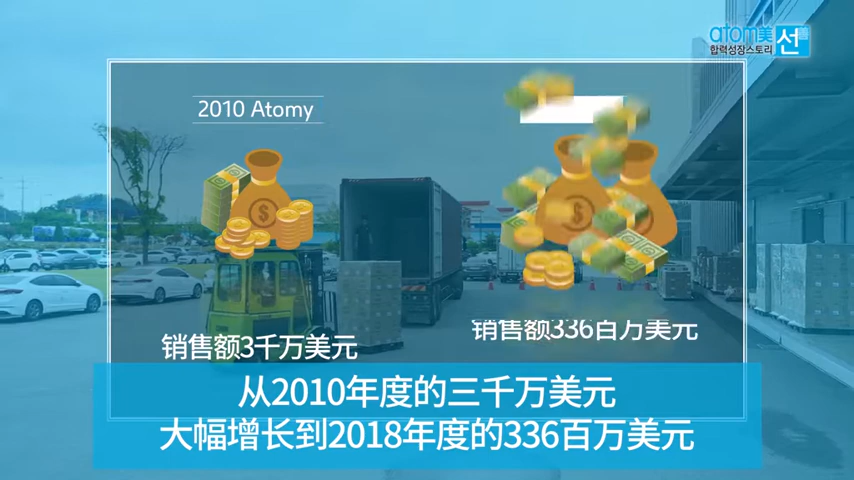 atom美
합력성장스토리
선
2010 Atomy
销售额3千万美元
销售额336百万美元
从2010年度的三千万美元
大幅增长到2018年度的336百万美元